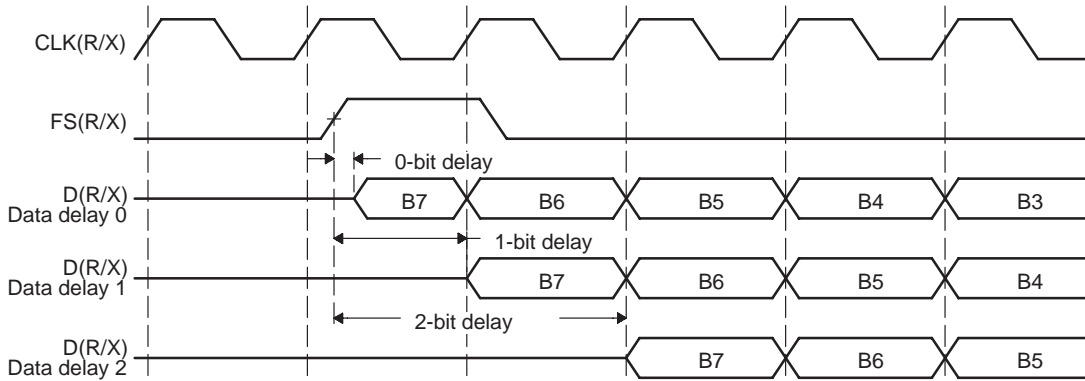 CLK(R/X)
FS(R/X)
0-bit delay
D(R/X)
Data delay 0
B7 B6 B5 B4 B3
1-bit delay
D(R/X)
Data delay 1
B7 B6 B5 B4
2-bit delay
D(R/X)
Data delay 2
B7 B6 B5